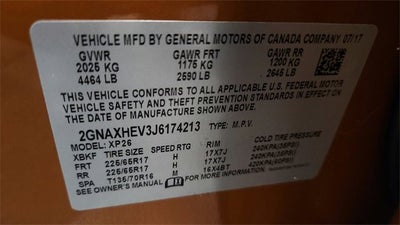 VEHICLE MFD BY GENERAL MOTORS OF CANADA COMPANY 07/17
GVWR GAWR FRT GAWR RR
2025 KG 1175 KG 1200 KG
4464 LB 2590 LB 2645 LB
THIS VEHICLE CONFORMS TO ALL APPLICABLE U.S. FEDERAL MOTOR
VEHICLE SAFETY AND THEFT PREVENTION STANDARDS IN EFFECT ON
THE DATE OF MANUFACTURE SHOWN ABOVE.
2GNAXHEV3J6174213 TYPE: M.P.V.
MODEL: XP26
XBKF TIRE SIZE SPEED RTG RIM COLD TIRE PRESSURE
FRT 225/65R17 H 17X7J 240KPA(35PSI)
RR 225/65R17 H 17X7J 240KPA(35PSI)
SPA T135/70R16 M 16X4BT 420KPA(60PSI)
SEE OWNER'S MANUAL FOR ADDITIONAL INFORMATION